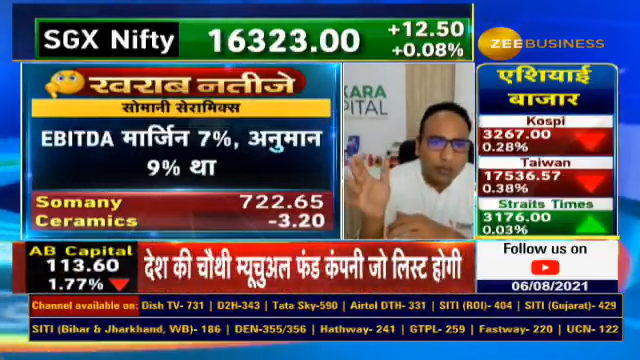 SGX Nifty 16323.00 +12.50
+0.08%
ZEE BUSINESS
खराब नतीजे
सोमानी सेरामिक्स
EBITDA मार्जिन 7%, अनुमान
9% था
Somany 722.65
Ceramics -3.20
KARA
PITAL
एशियाई
बाजार
Kospi
3267.00
0.28%
Taiwan
17536.57
0.38%
Straits Times
3176.00
0.03%
AB Capital
113.60
1.77%
देश की चौथी म्यूचुअल फंड कंपनी जो लिस्ट होगी
Follow us on
06/08/2021
Channel available on: Dish TV- 731 | D2H-343 | Tata Sky-590 | Airtel DTH- 331 | SITI (ROI)- 404 | SITI (Gujarat)- 429
SITI (Bihar & Jharkhand, WB)- 186 | DEN-355/356 | Hathway- 241 | GTPL- 259 | Fastway- 220 | UCN- 122